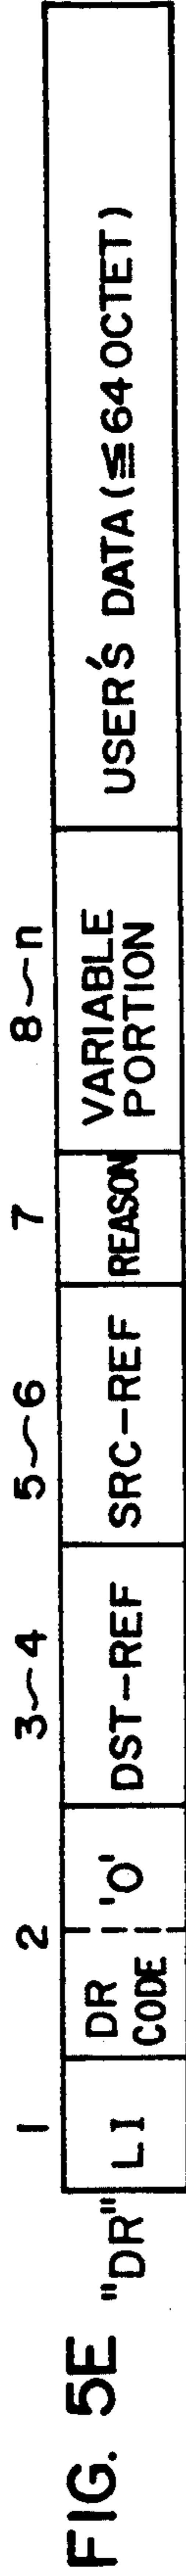 FIG. 5E "DR"
1 2 3~4 5~6 7 8~n
LI DR CODE '0' DST-REF SRC-REF REASON VARIABLE PORTION USER'S DATA (≦64 OCTET)